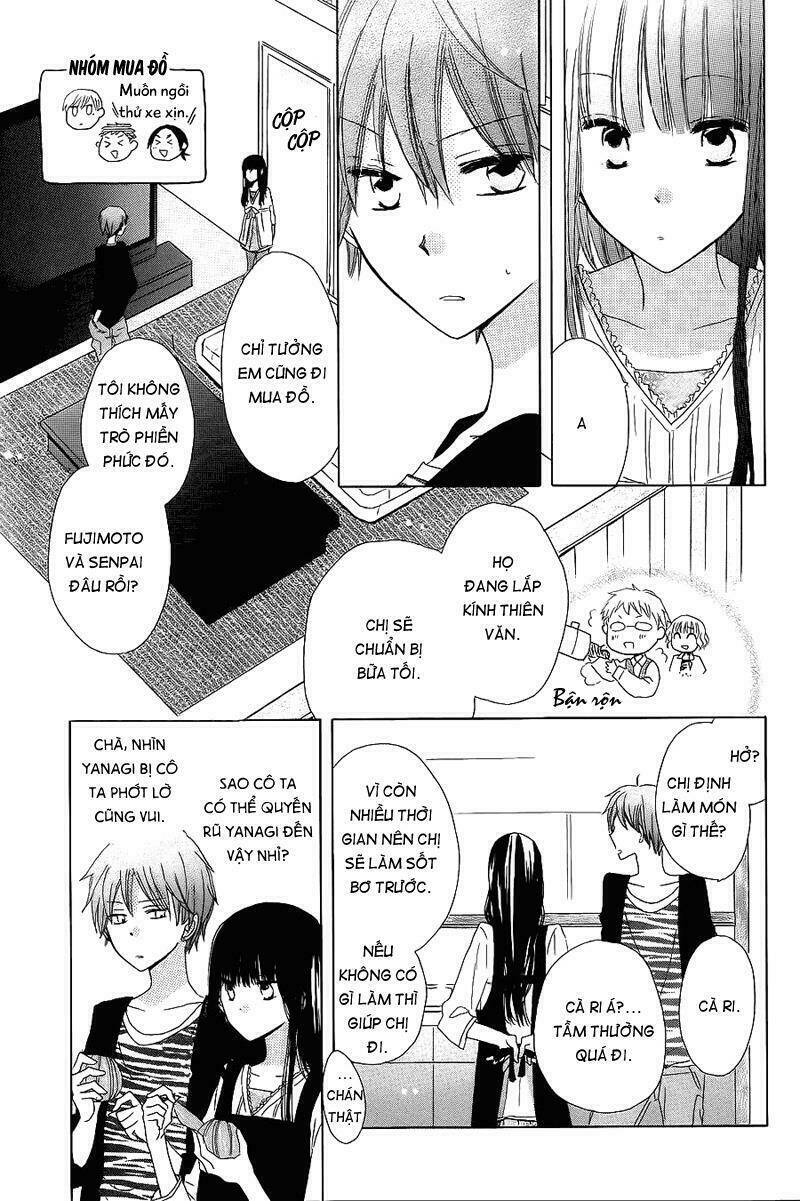 A
NHÓM MUA ĐỒ
Muôn ngồi
thử xe xịn.
CỘP
CỘP
CHỈ TƯỞNG
EM CŨNG ĐI
MUA ĐỒ.
TÔI KHÔNG
THÍCH MẤY
TRÒ PHIỀN
PHỨC ĐÓ.
FUJIMOTO
VÀ SENPAI
ĐÂU RỒI?
HỌ
ĐANG LẮP
KÍNH THIÊN
VĂN.
CHỊ SẼ
CHUẨN BỊ
BỮA TỐI.
Bận rộn
HỞ?
CHỊ ĐỊNH
LÀM MÓN
GÌ THẾ?
CÀ RI.
CÀ RI Á?...
TẦM THƯỜNG
QUÁ ĐI.
VÌ CÒN
NHIỀU THỜI
GIAN NÊN CHỊ
SẼ LÀM SỐT
BƠ TRƯỚC.
NẾU
KHÔNG CÓ
GÌ LÀM THÌ
GIÚP CHỊ
ĐI.
...
CHÁN
THẬT
SAO CÔ TA
CÓ THỂ QUYẾN
RŨ YANAGI ĐẾN
VẬY NHỈ?
CHÀ, NHÌN
YANAGI BỊ CÔ
TA PHỚT LỜ
CŨNG VUI.